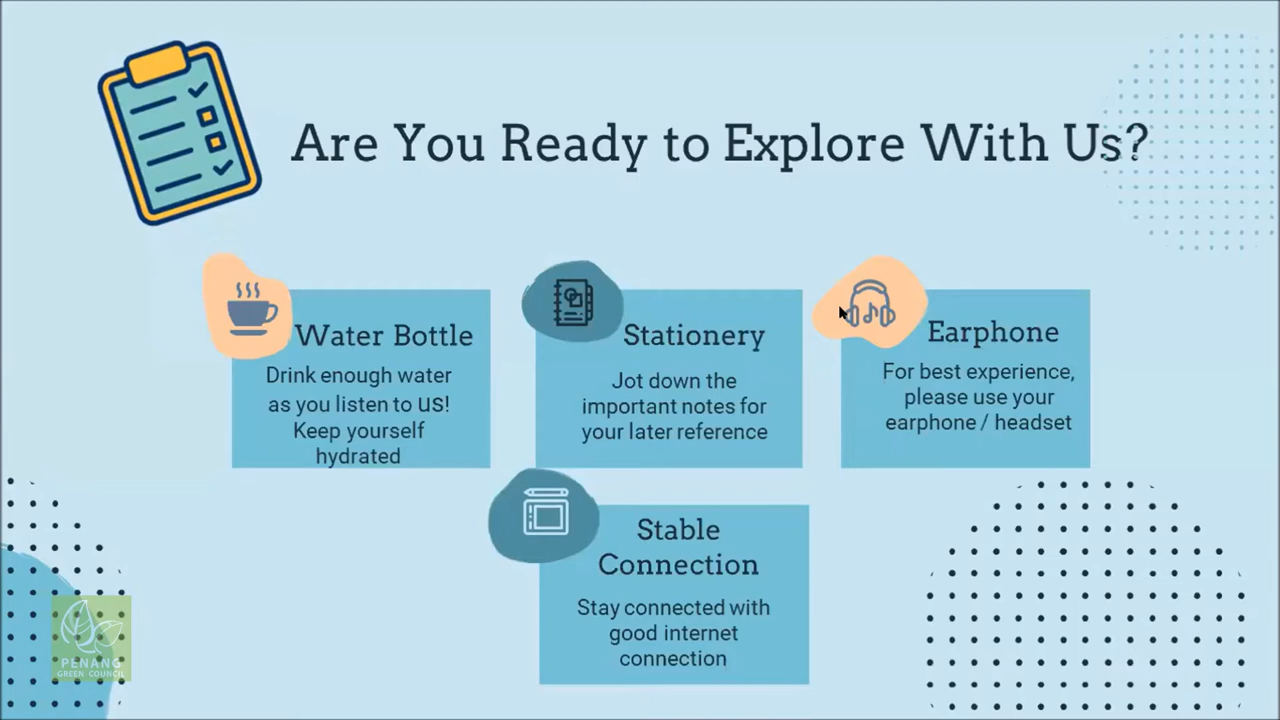 Are You Ready to Explore With Us?
Water Bottle
Drink enough water
as you listen to us!
Keep yourself
hydrated
Stationery
Jot down the
important notes for
your later reference
Earphone
For best experience,
please use your
earphone / headset
Stable
Connection
Stay connected with
good internet
connection
PENANG
GREEN COUNCIL